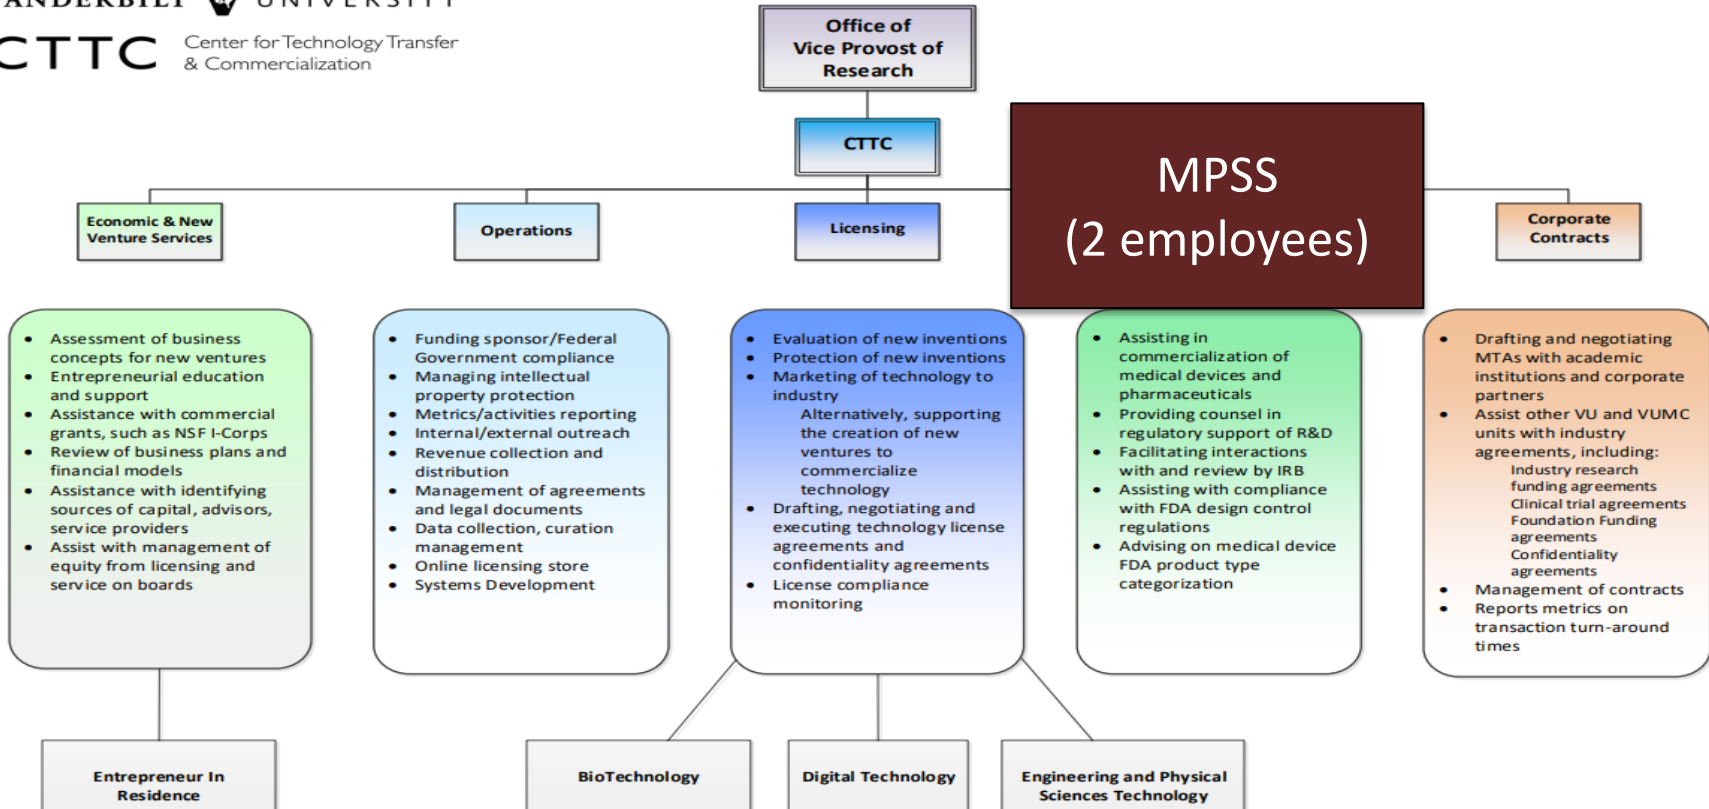 VANDERBILT UNIVERSITY
CTTC
Center for Technology Transfer
& Commercialization
Office of
Vice Provost of
Research
CTTC
MPSS
(2 employees)
Economic & New
Venture Services
Operations
Licensing
Corporate
Contracts
• Assessment of business
concepts for new ventures
• Entrepreneurial education
and support
• Assistance with commercial
grants, such as NSF I-Corps
• Review of business plans and
financial models
• Assistance with identifying
sources of capital, advisors,
service providers
• Assist with management of
equity from licensing and
service on boards
• Funding sponsor/Federal
Government compliance
• Managing intellectual
property protection
• Metrics/activities reporting
• Internal/external outreach
• Revenue collection and
distribution
• Management of agreements
and legal documents
• Data collection, curation
management
• Online licensing store
• Systems Development
• Evaluation of new inventions
• Protection of new inventions
• Marketing of technology to
industry
Alternatively, supporting
the creation of new
ventures to
commercialize
technology
• Drafting, negotiating and
executing technology license
agreements and
confidentiality agreements
• License compliance
monitoring
• Assisting in
commercialization of
medical devices and
pharmaceuticals
• Providing counsel in
regulatory support of R&D
• Facilitating interactions
with and review by IRB
• Assisting with compliance
with FDA design control
regulations
• Advising on medical device
FDA product type
categorization
• Drafting and negotiating
MTAs with academic
institutions and corporate
partners
• Assist other VU and VUMC
units with industry
agreements, including:
Industry research
funding agreements
Clinical trial agreements
Foundation Funding
agreements
Confidentiality
agreements
• Management of contracts
• Reports metrics on
transaction turn-around
times
Entrepreneur In
Residence
BioTechnology
Digital Technology
Engineering and Physical
Sciences Technology